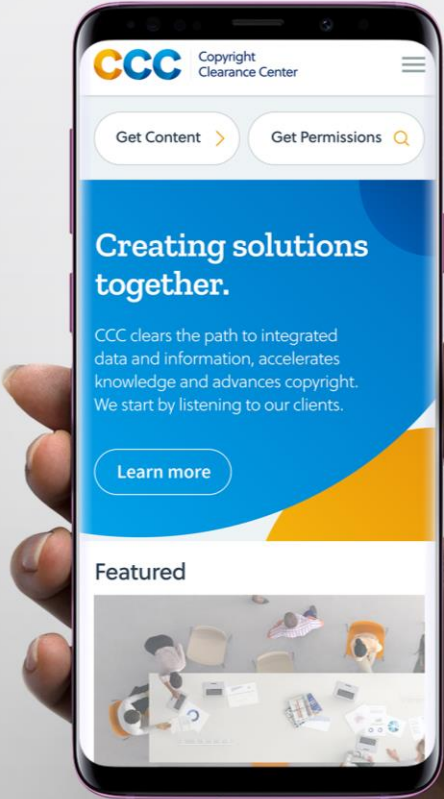 CCC Copyright
Clearance Center
Get Content
Get Permissions
Creating solutions
together.
CCC clears the path to integrated
data and information, accelerates
knowledge and advances copyright.
We start by listening to our clients.
Learn more
Featured